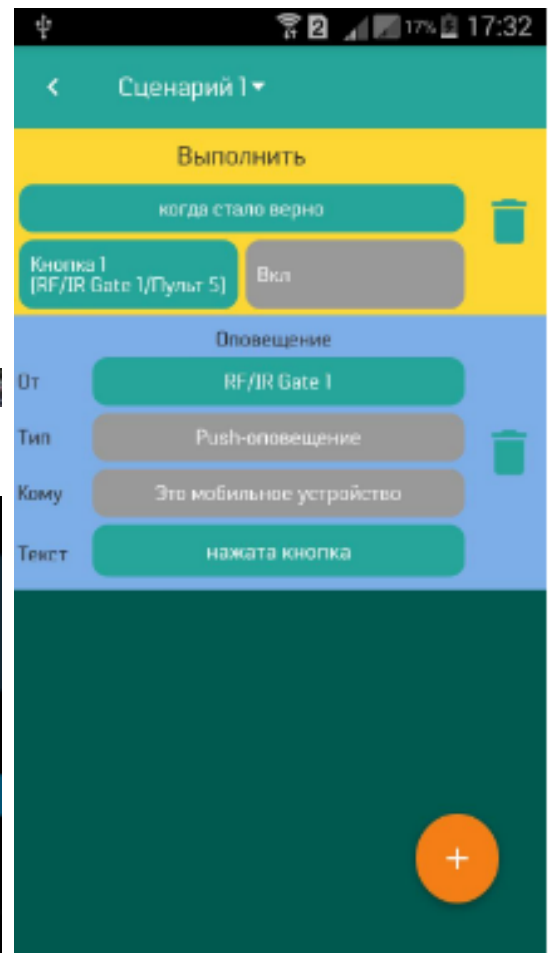 2 17% 17:32
Сценарий 1
Выполнить
когда стало верно
Кнопка 1
(RF/IR Gate 1/Пульт 5)
Вкл
Оповещение
От RF/IR Gate 1
Тип Push-оповещение
Кому Это мобильное устройство
Текст нажата кнопка
+